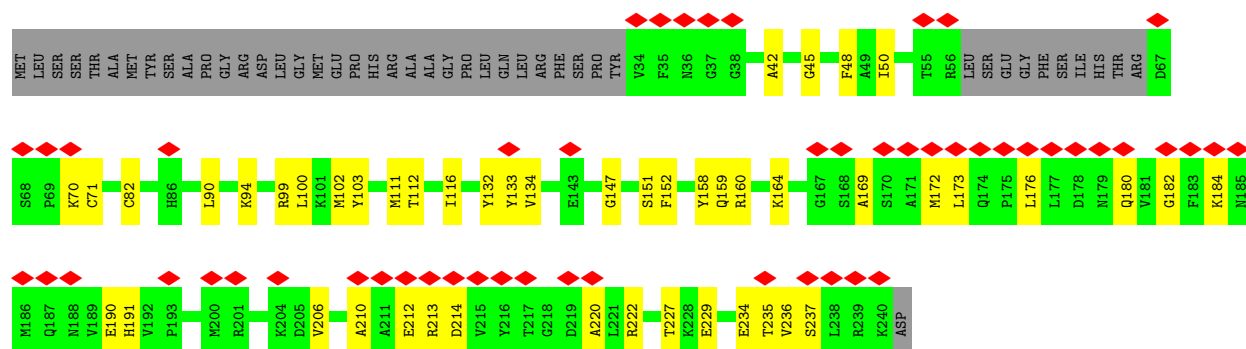 MET LEU SER SER THR ALA MET TYR SER ALA PRO GLY ARG ASP LEU GLY MET GLU PRO HIS ARG ALA ALA GLY PRO LEU GLN LEU ARG PHE SER PRO TYR V34 F35 N36 G37 G38 A42 G45 F48 A49 I50 T55 R56 LEU SER GLU GLY PHE SER ILE HIS THR ARG D67
S68 P69 K70 C71 C82 H86 L90 K94 R99 L100 K101 M102 Y103 M111 T112 I116 Y132 Y133 V134 E143 G147 S151 F152 Y158 Q159 R160 K164 G167 S168 A169 S170 A171 M172 L173 Q174 P175 L176 L177 D178 N179 Q180 V181 G182 F183 K184 N185
M186 Q187 N188 V189 E190 H191 V192 P193 M200 R201 K204 D205 V206 A210 A211 E212 R213 D214 V215 Y216 T217 G218 D219 A220 L221 R222 T227 K228 E229 E234 T235 V236 S237 L238 R239 K240 ASP